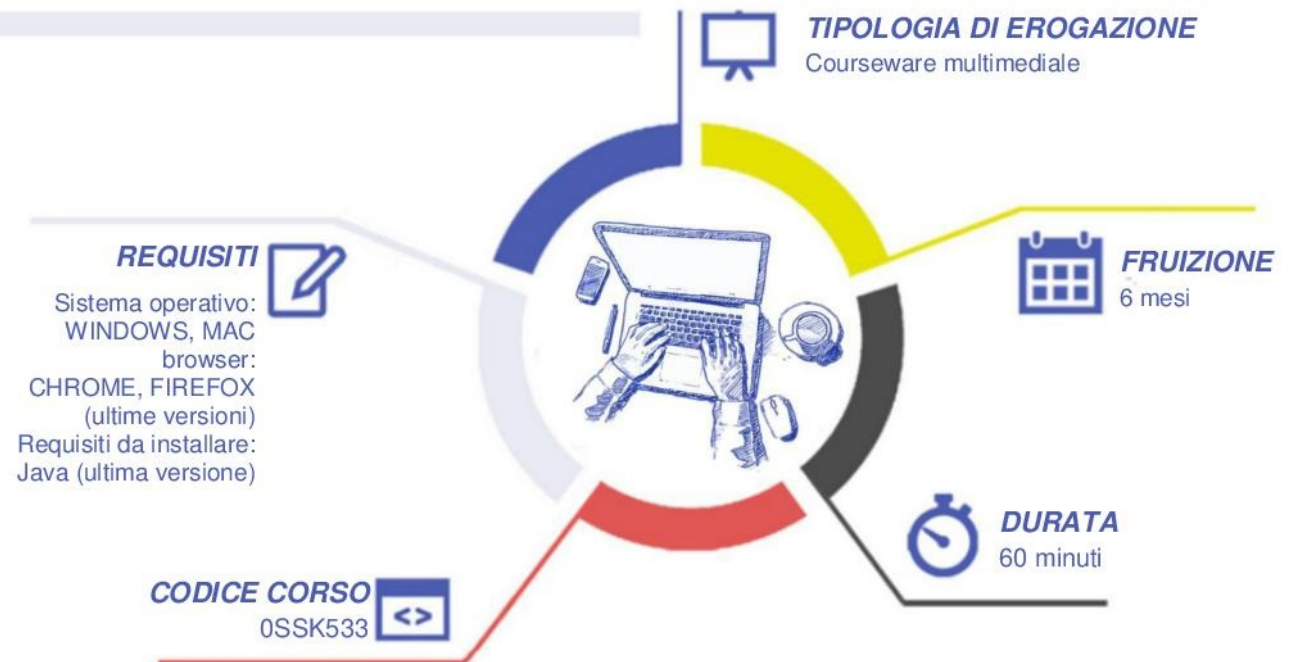 TIPOLOGIA DI EROGAZIONE
Courseware multimediale
REQUISITI
Sistema operativo:
WINDOWS, MAC
browser:
CHROME, FIREFOX
(ultime versioni)
Requisiti da installare:
Java (ultima versione)
FRUIZIONE
6 mesi
DURATA
60 minuti
CODICE CORSO
0SSK533